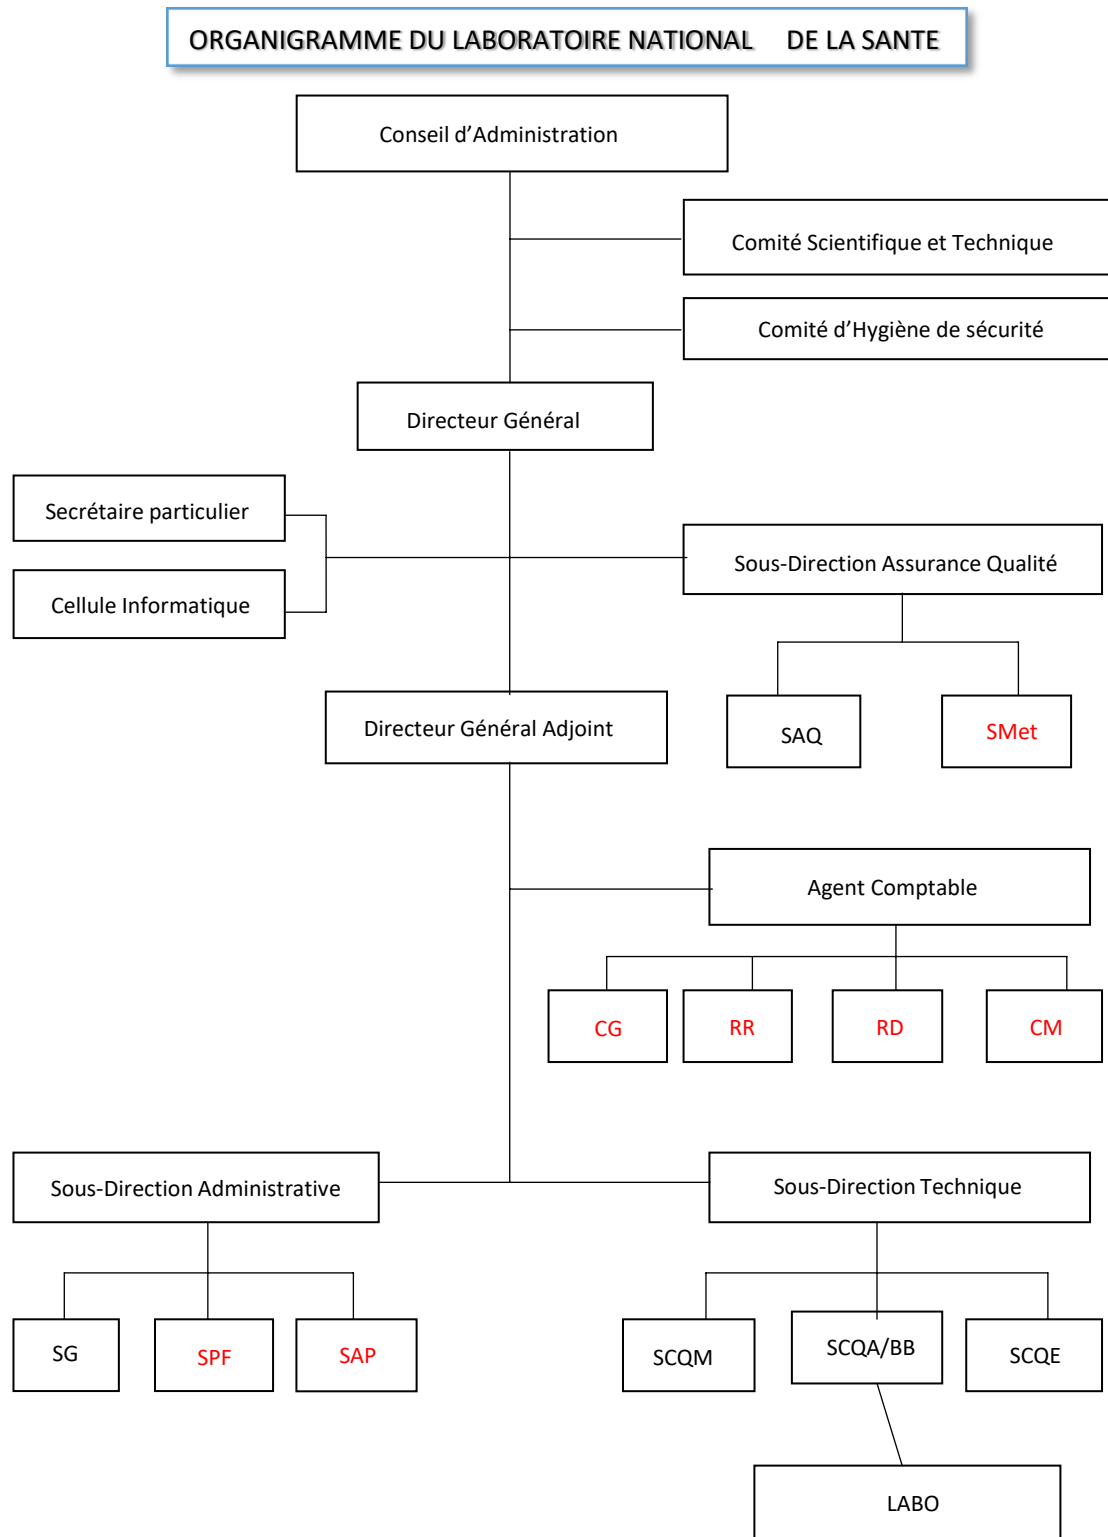 ORGANIGRAMME DU LABORATOIRE NATIONAL DE LA SANTE
Conseil d’Administration
Comité Scientifique et Technique
Comité d’Hygiène de sécurité
Directeur Général
Secrétaire particulier
Sous-Direction Assurance Qualité
Cellule Informatique
Directeur Général Adjoint
SAQ
SMet
Agent Comptable
CG
RR
RD
CM
Sous-Direction Administrative
Sous-Direction Technique
SG
SPF
SAP
SCQM
SCQA/BB
SCQE
LABO